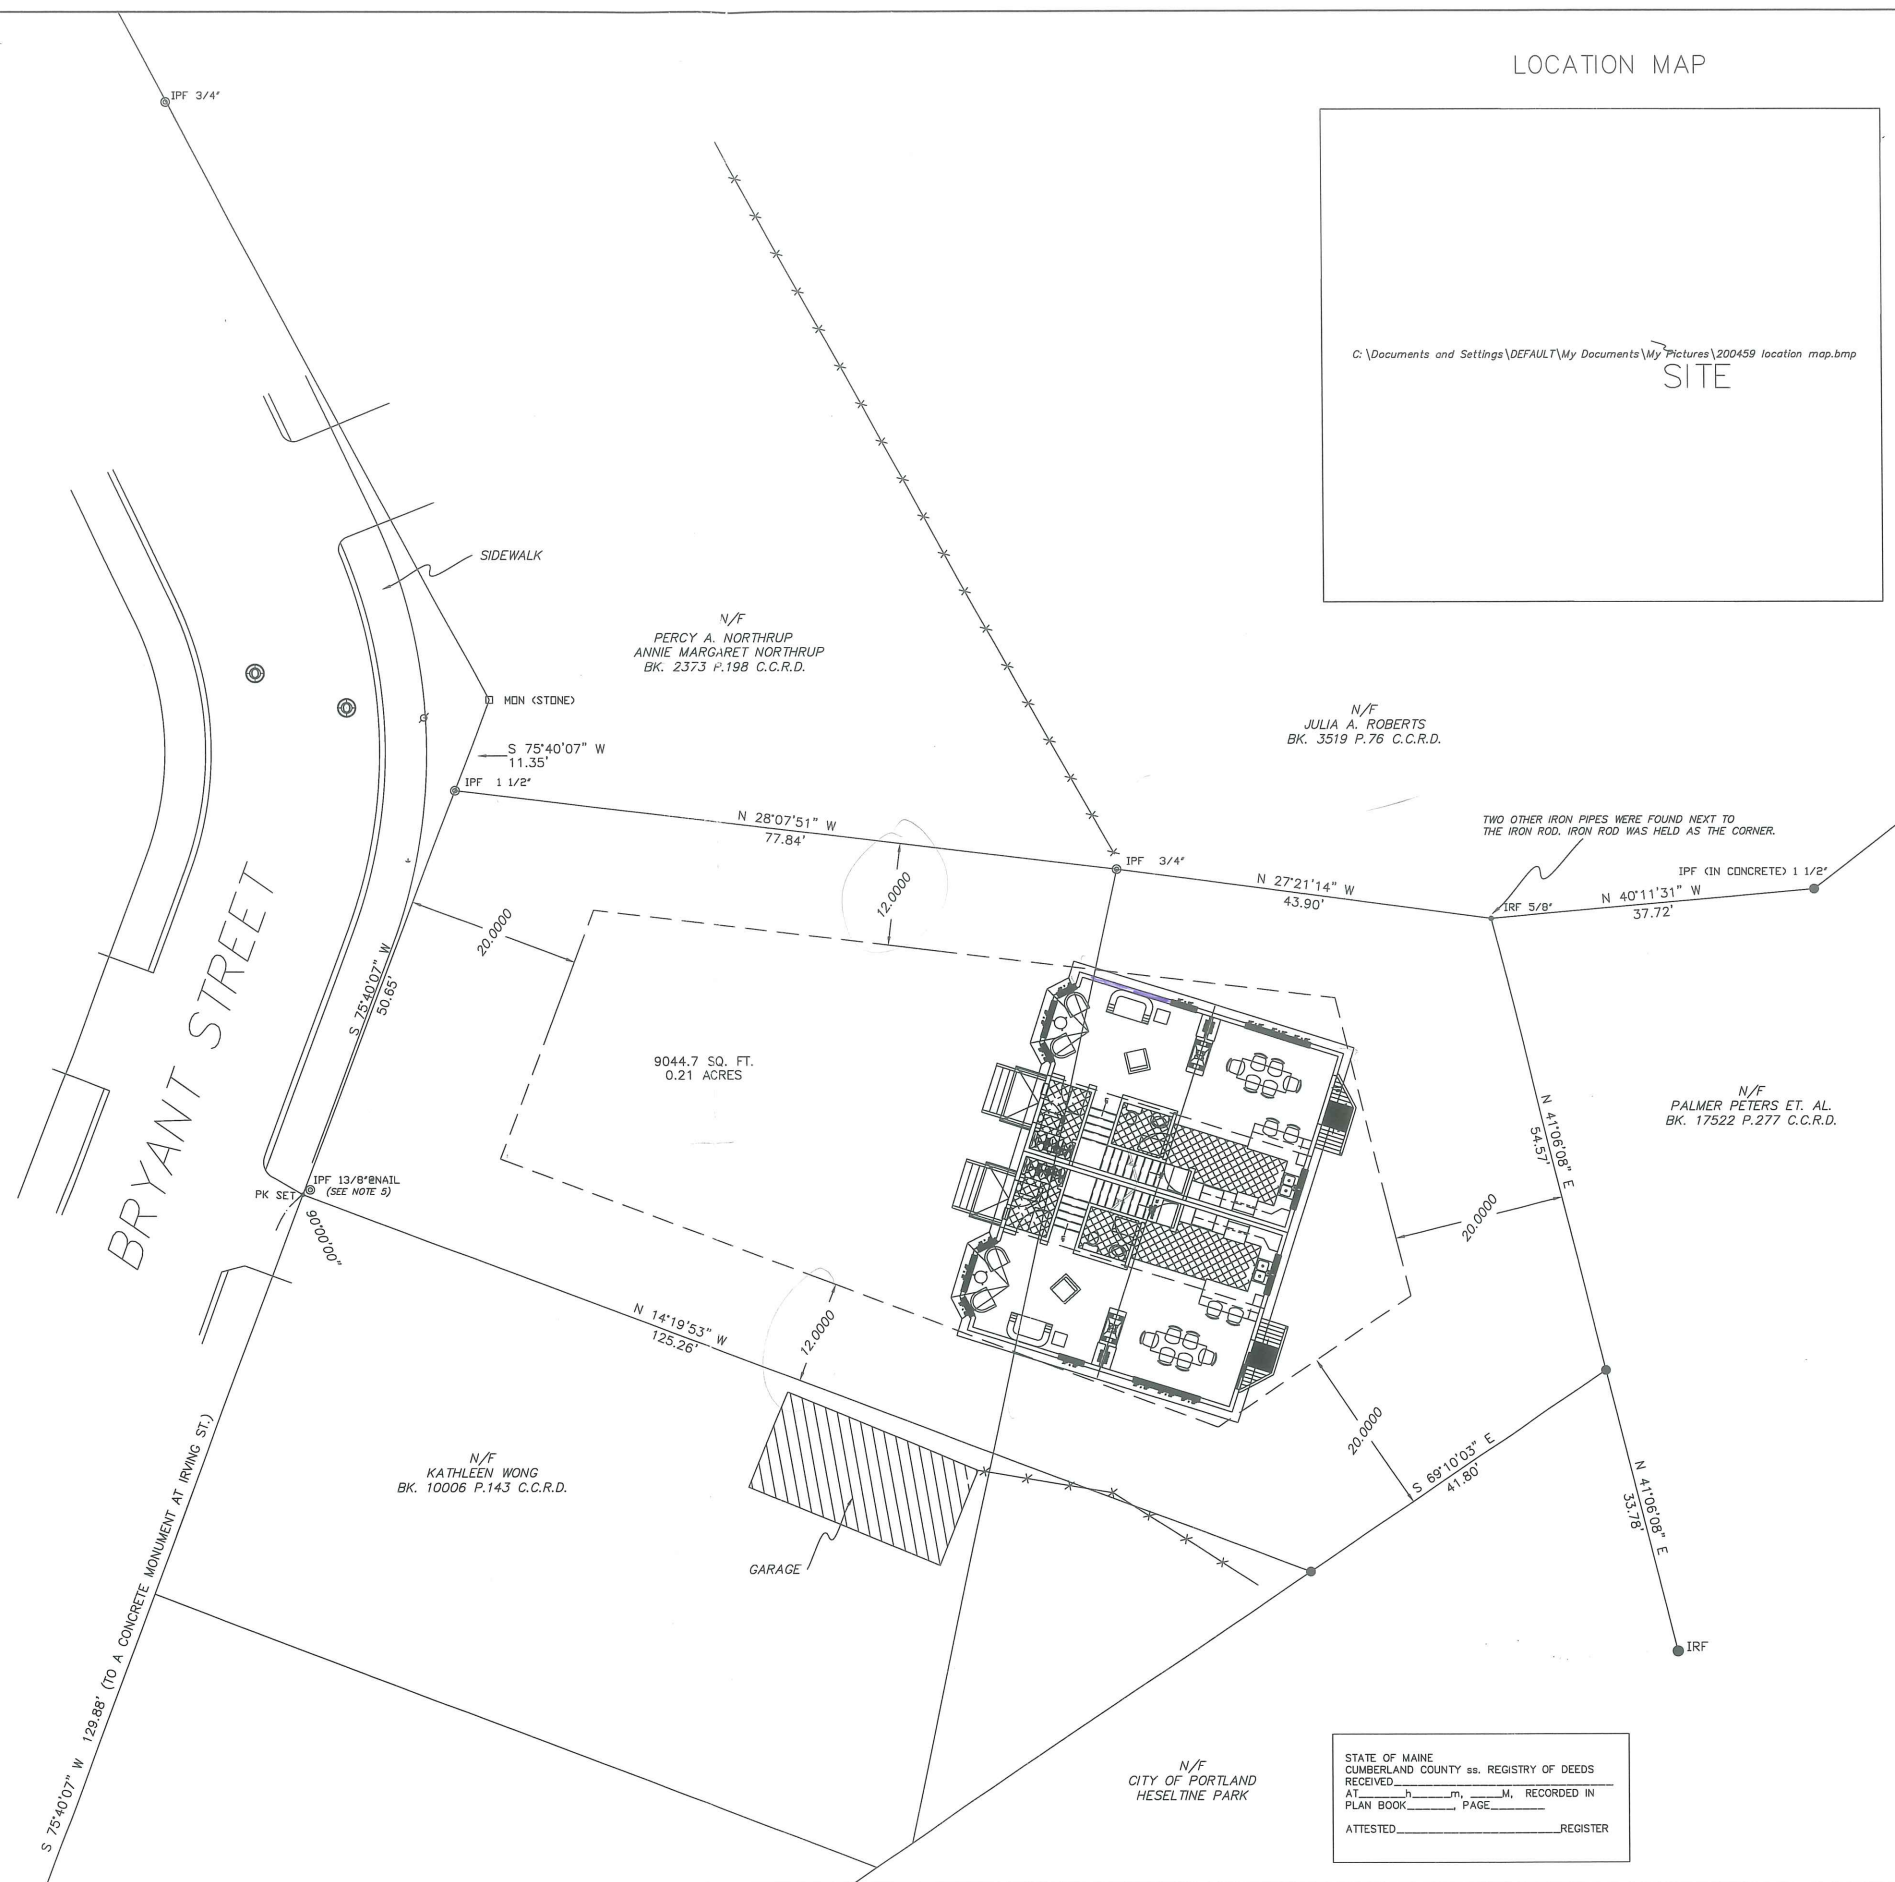 LOCATION MAP
IPF 3/4"
C:\Documents and Settings\DEFAULT\My Documents\My Pictures\200459 location map.bmp
SITE
SIDEWALK
N/F
PERCY A. NORTHRUP
ANNIE MARGARET NORTHRUP
BK. 2373 P.198 C.C.R.D.
MON (STONE)
S 75°40'07" W
11.35'
IPF 1 1/2"
N/F
JULIA A. ROBERTS
BK. 3519 P.76 C.C.R.D.
N 28°07'51" W
77.84'
TWO OTHER IRON PIPES WERE FOUND NEXT TO
THE IRON ROD. IRON ROD WAS HELD AS THE CORNER.
IPF 3/4"
IPF (IN CONCRETE) 1 1/2"
N 27°21'14" W
43.90'
IRF 5/8"
N 40°11'31" W
37.72'
12.0000
20.0000
S 75°40'07" W
50.65'
BRYANT STREET
9044.7 SQ. FT.
0.21 ACRES
N/F
PALMER PETERS ET. AL.
BK. 17522 P.277 C.C.R.D.
N 41°06'08" E
54.57'
20.0000
IPF 13/8"@NAIL
(SEE NOTE 5)
PK SET
90°00'00"
N 14°19'53" W
125.26'
12.0000
20.0000
S 69°10'03" E
41.80'
N 41°06'08" E
33.78'
N/F
KATHLEEN WONG
BK. 10006 P.143 C.C.R.D.
GARAGE
S 75°40'07" W 129.88' (TO A CONCRETE MONUMENT AT IRVING ST.)
IRF
N/F
CITY OF PORTLAND
HESELTINE PARK
STATE OF MAINE
CUMBERLAND COUNTY ss. REGISTRY OF DEEDS
RECEIVED____
AT____h____m, ____M, RECORDED IN
PLAN BOOK____, PAGE____
ATTESTED____REGISTER